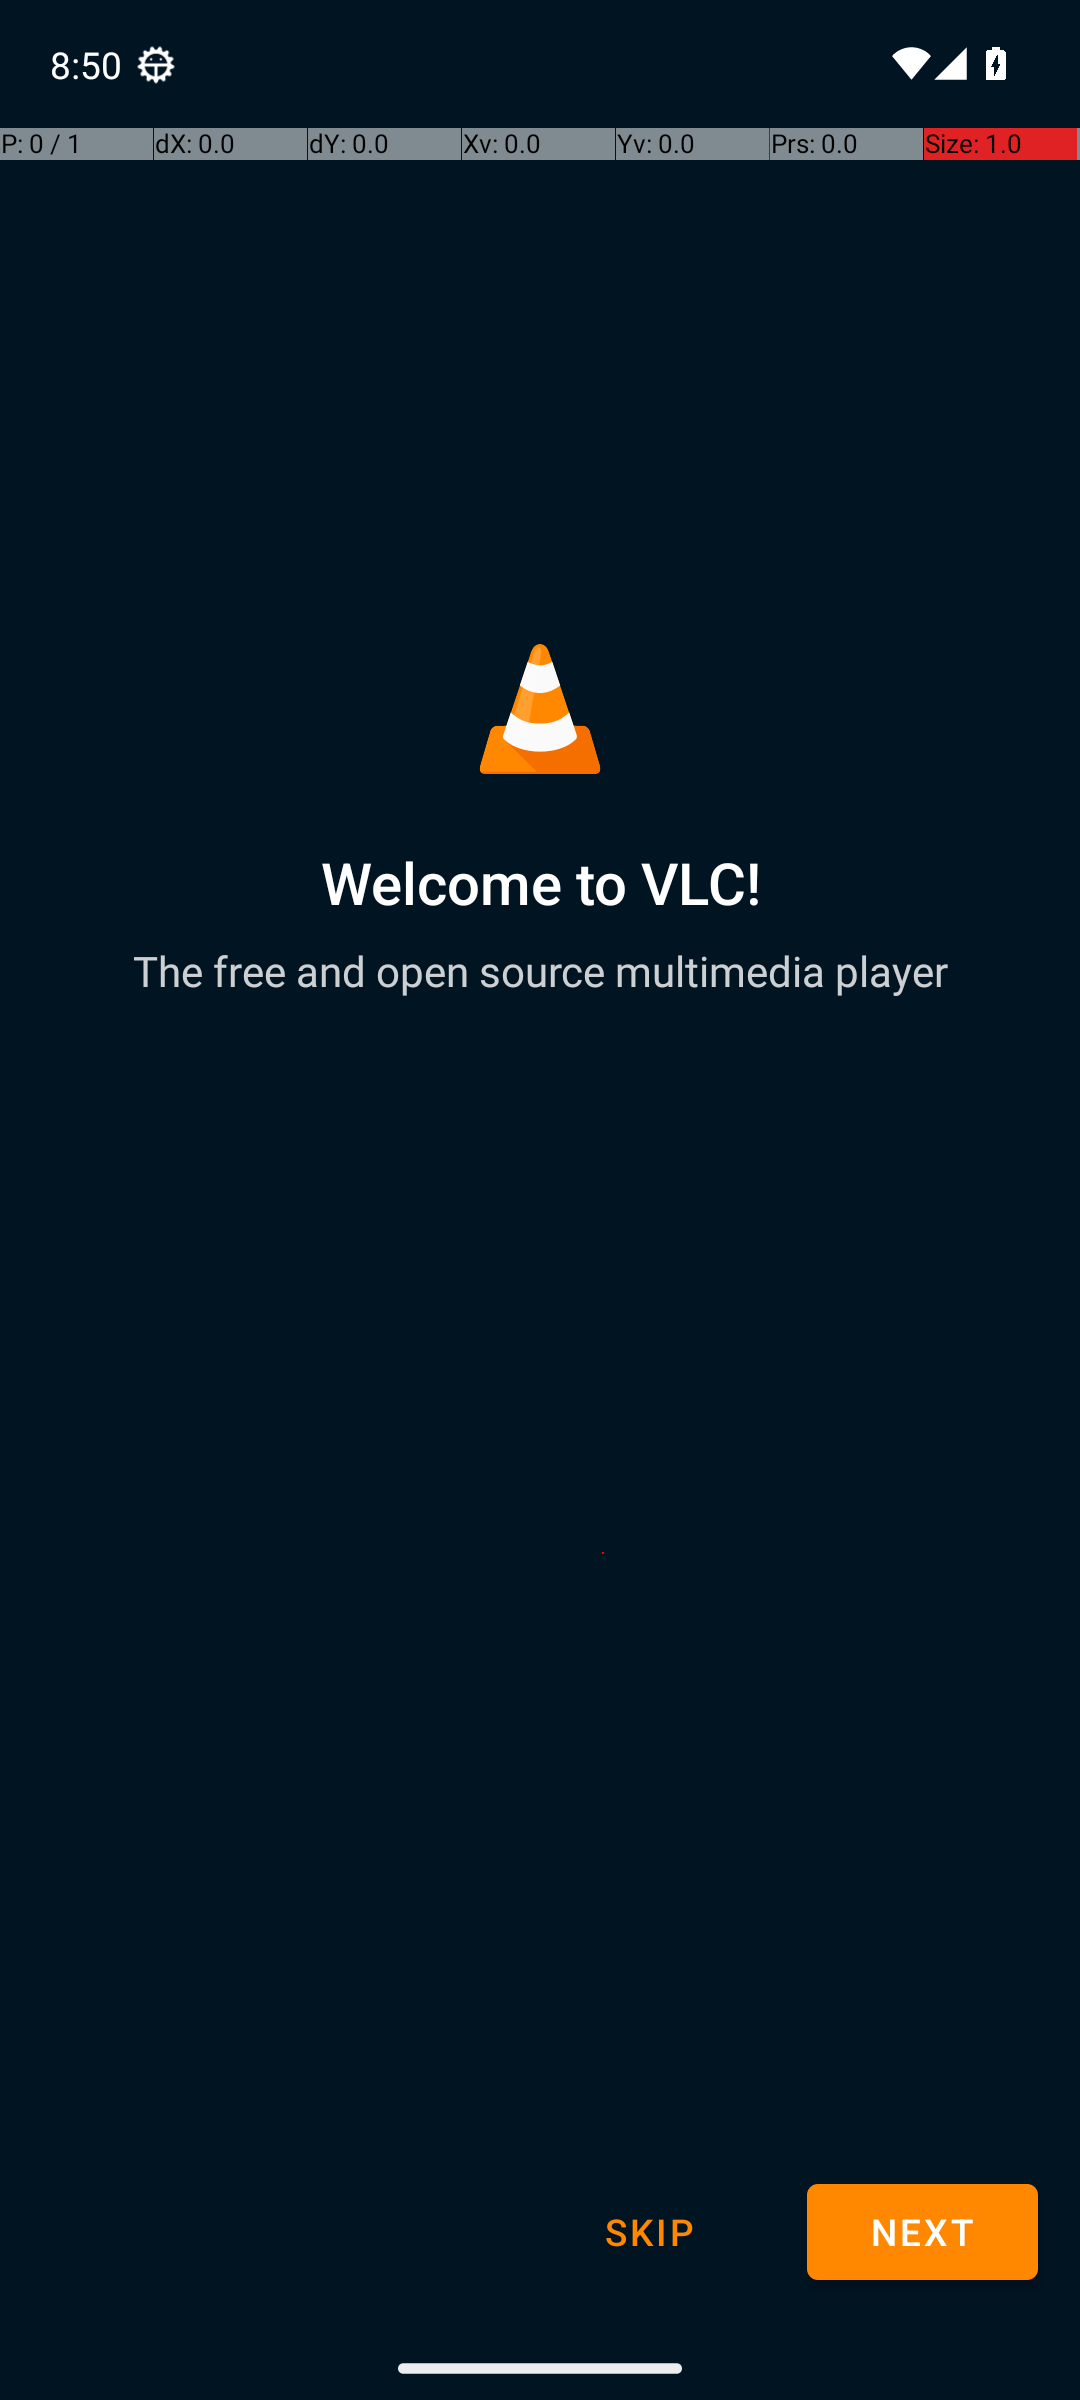 8:50
P: 0 / 1 dX: 0.0 dY: 0.0 Xv: 0.0 Yv: 0.0 Prs: 0.0 Size: 1.0
Welcome to VLC!
The free and open source multimedia player
SKIP NEXT